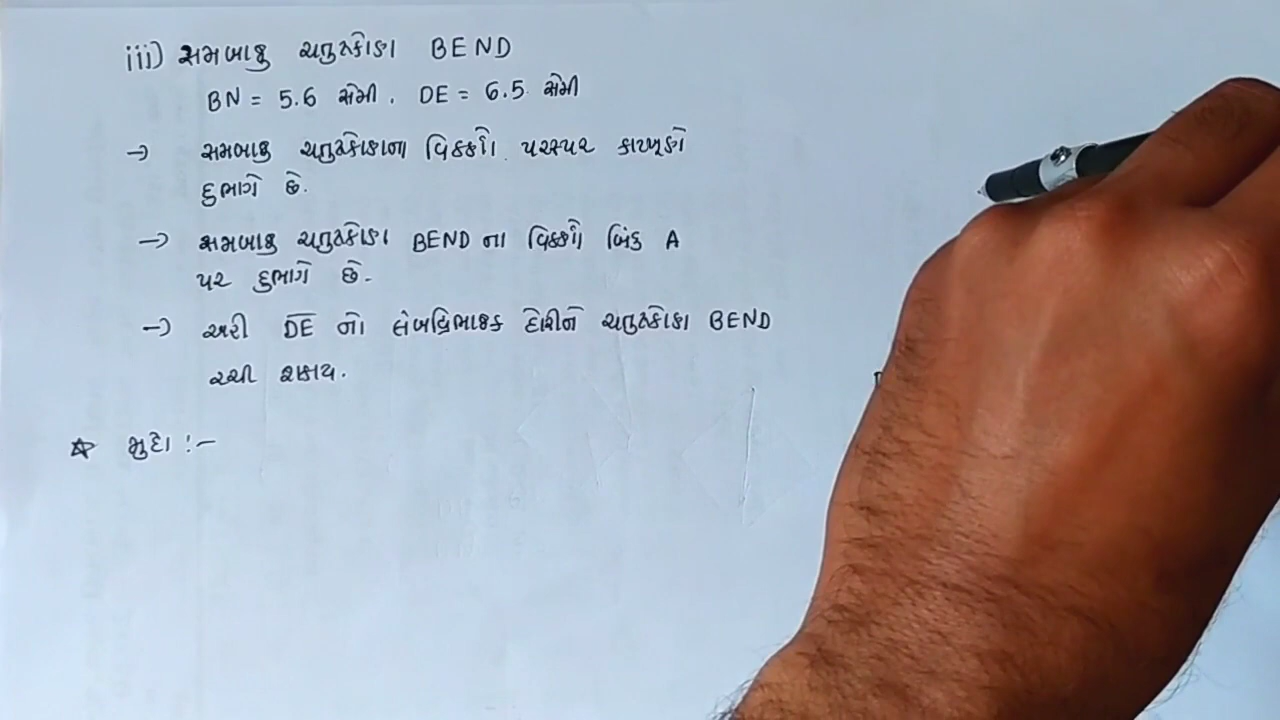 iii) સમબાજુ ચતુષ્કોણ BEND
BN = 5.6 સેમી. DE = 6.5 સેમી
→ સમબાજુ ચતુષ્કોણના વિકર્ણો પરસ્પર કાટખૂણે
દુભાગે છે.
→ સમબાજુ ચતુષ્કોણ BEND ના વિકર્ણો બિંદુ A
પર દુભાગે છે.
→ અહી DE નો લંબદ્વિભાજક દોરીને ચતુષ્કોણ BEND
રચી શકાય.
☆ મુદ્દા :-